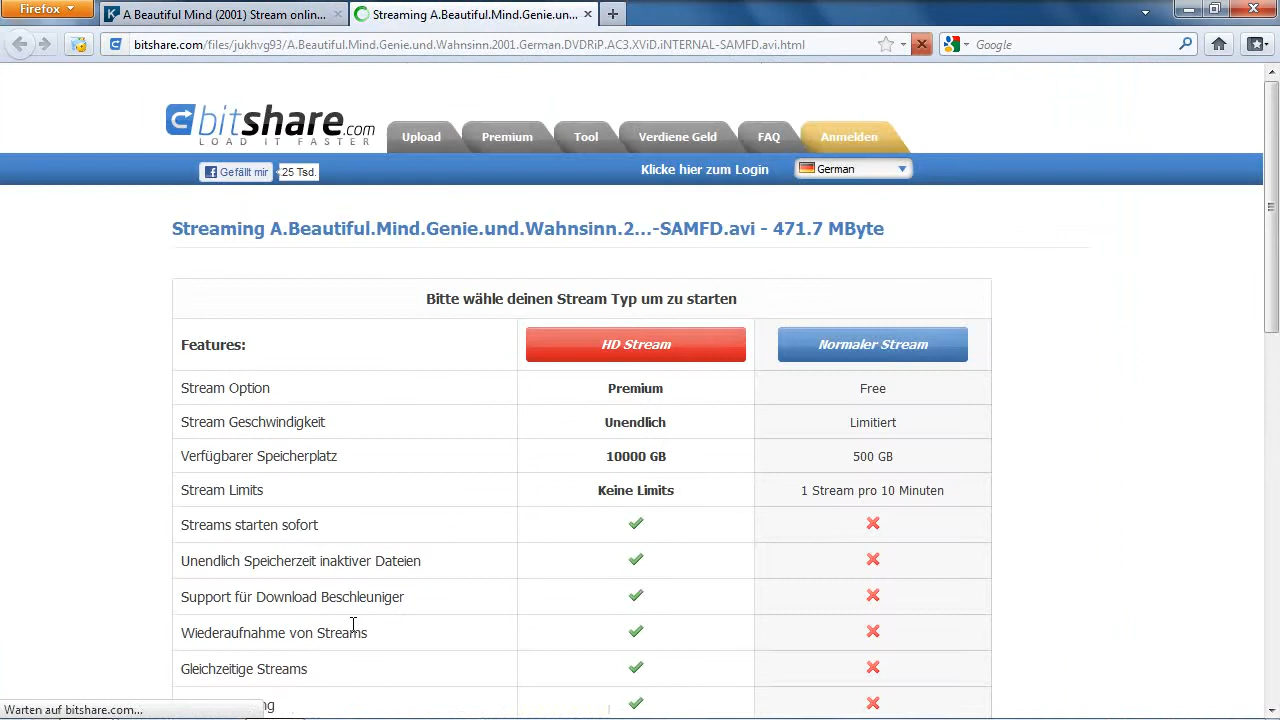 Firefox
A Beautiful Mind (2001) Stream onlin...
Streaming A.Beautiful.Mind.Genie.un...
bitshare.com/files/jubvvg93/A.Beautiful.Mind.Genie.und.Wahnsinn.2001.German.DVDRiP.AC3.XViD.iNTERNAL-SAMFD.avi.html
Google
bitshare.com
LOAD IT FASTER
Upload
Premium
Tool
Verdiene Geld
FAQ
Anmelden
Gefällt mir
25 Tsd.
Klicke hier zum Login
German
Streaming A.Beautiful.Mind.Genie.und.Wahnsinn.2...-SAMFD.avi - 471.7 MByte
Bitte wähle deinen Stream Typ um zu starten
Features:
HD Stream
Normaler Stream
Stream Option
Premium
Free
Stream Geschwindigkeit
Unendlich
Limitiert
Verfügbarer Speicherplatz
10000 GB
500 GB
Stream Limits
Keine Limits
1 Stream pro 10 Minuten
Streams starten sofort
Unendlich Speicherzeit inaktiver Dateien
Support für Download Beschleuniger
Wiederaufnahme von Streams
Gleichzeitige Streams
Warten auf bitshare.com...